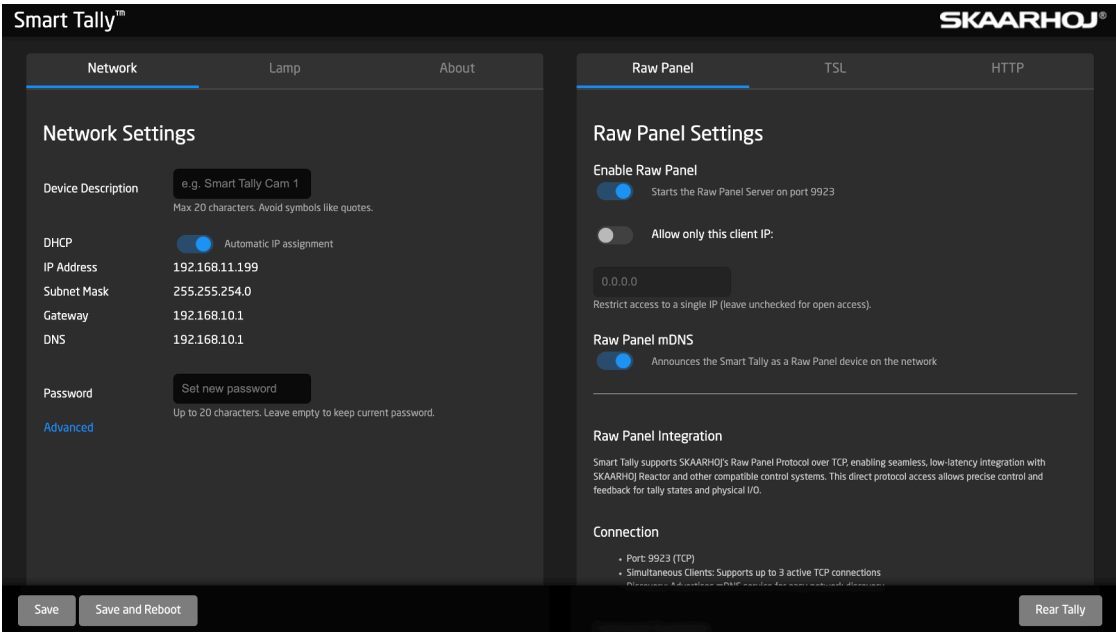 Smart Tally™
SKAARHOJ®
Network
Lamp
About
Network Settings
Device Description
e.g. Smart Tally Cam 1
Max 20 characters. Avoid symbols like quotes.
DHCP
Automatic IP assignment
IP Address
192.168.11.199
Subnet Mask
255.255.254.0
Gateway
192.168.10.1
DNS
192.168.10.1
Password
Set new password
Up to 20 characters. Leave empty to keep current password.
Advanced
Raw Panel
TSL
HTTP
Raw Panel Settings
Enable Raw Panel
Starts the Raw Panel Server on port 9923
Allow only this client IP:
0.0.0.0
Restrict access to a single IP (leave unchecked for open access).
Raw Panel mDNS
Announces the Smart Tally as a Raw Panel device on the network
Raw Panel Integration
Smart Tally supports SKAARHOJ's Raw Panel Protocol over TCP, enabling seamless, low-latency integration with
SKAARHOJ Reactor and other compatible control systems. This direct protocol access allows precise control and
feedback for tally states and physical I/O.
Connection
• Port: 9923 (TCP)
• Simultaneous Clients: Supports up to 3 active TCP connections
• Discovery: Advertises mDNS service for easy network discovery
Save
Save and Reboot
Rear Tally